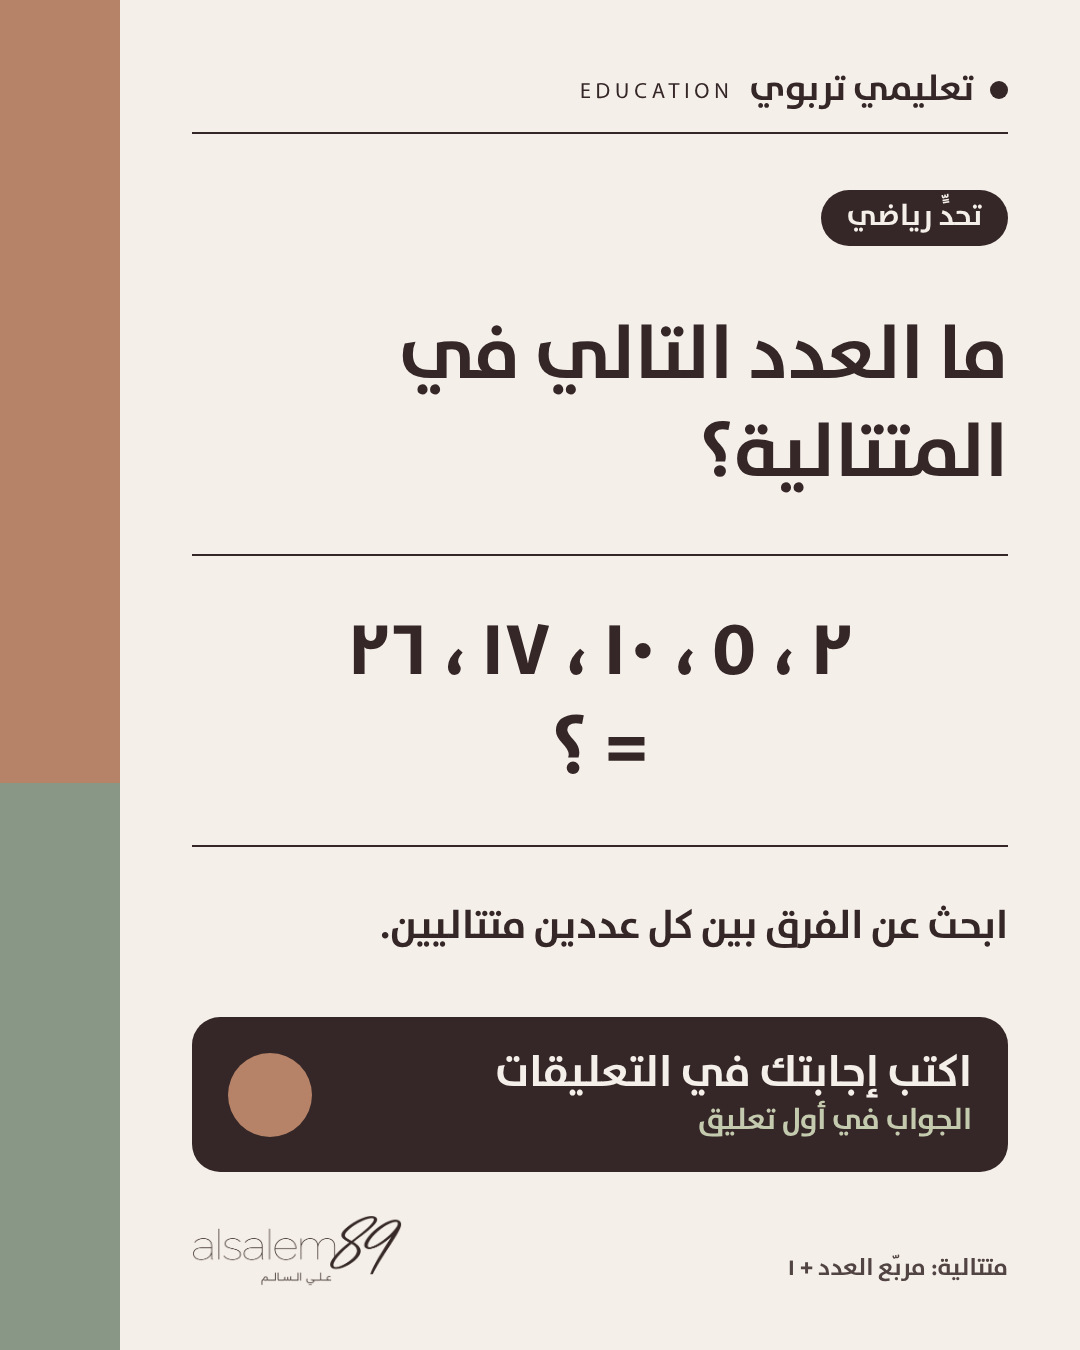 تعليمي تربوي EDUCATION
تحدٍّ رياضي
ما العدد التالي في
المتتالية؟
٢ ، ٥ ، ١٠ ، ١٧ ، ٢٦
= ؟
ابحث عن الفرق بين كل عددين متتاليين.
اكتب إجابتك في التعليقات
الجواب في أول تعليق
متتالية: مربّع العدد + ١
alsalem89
علي السالم